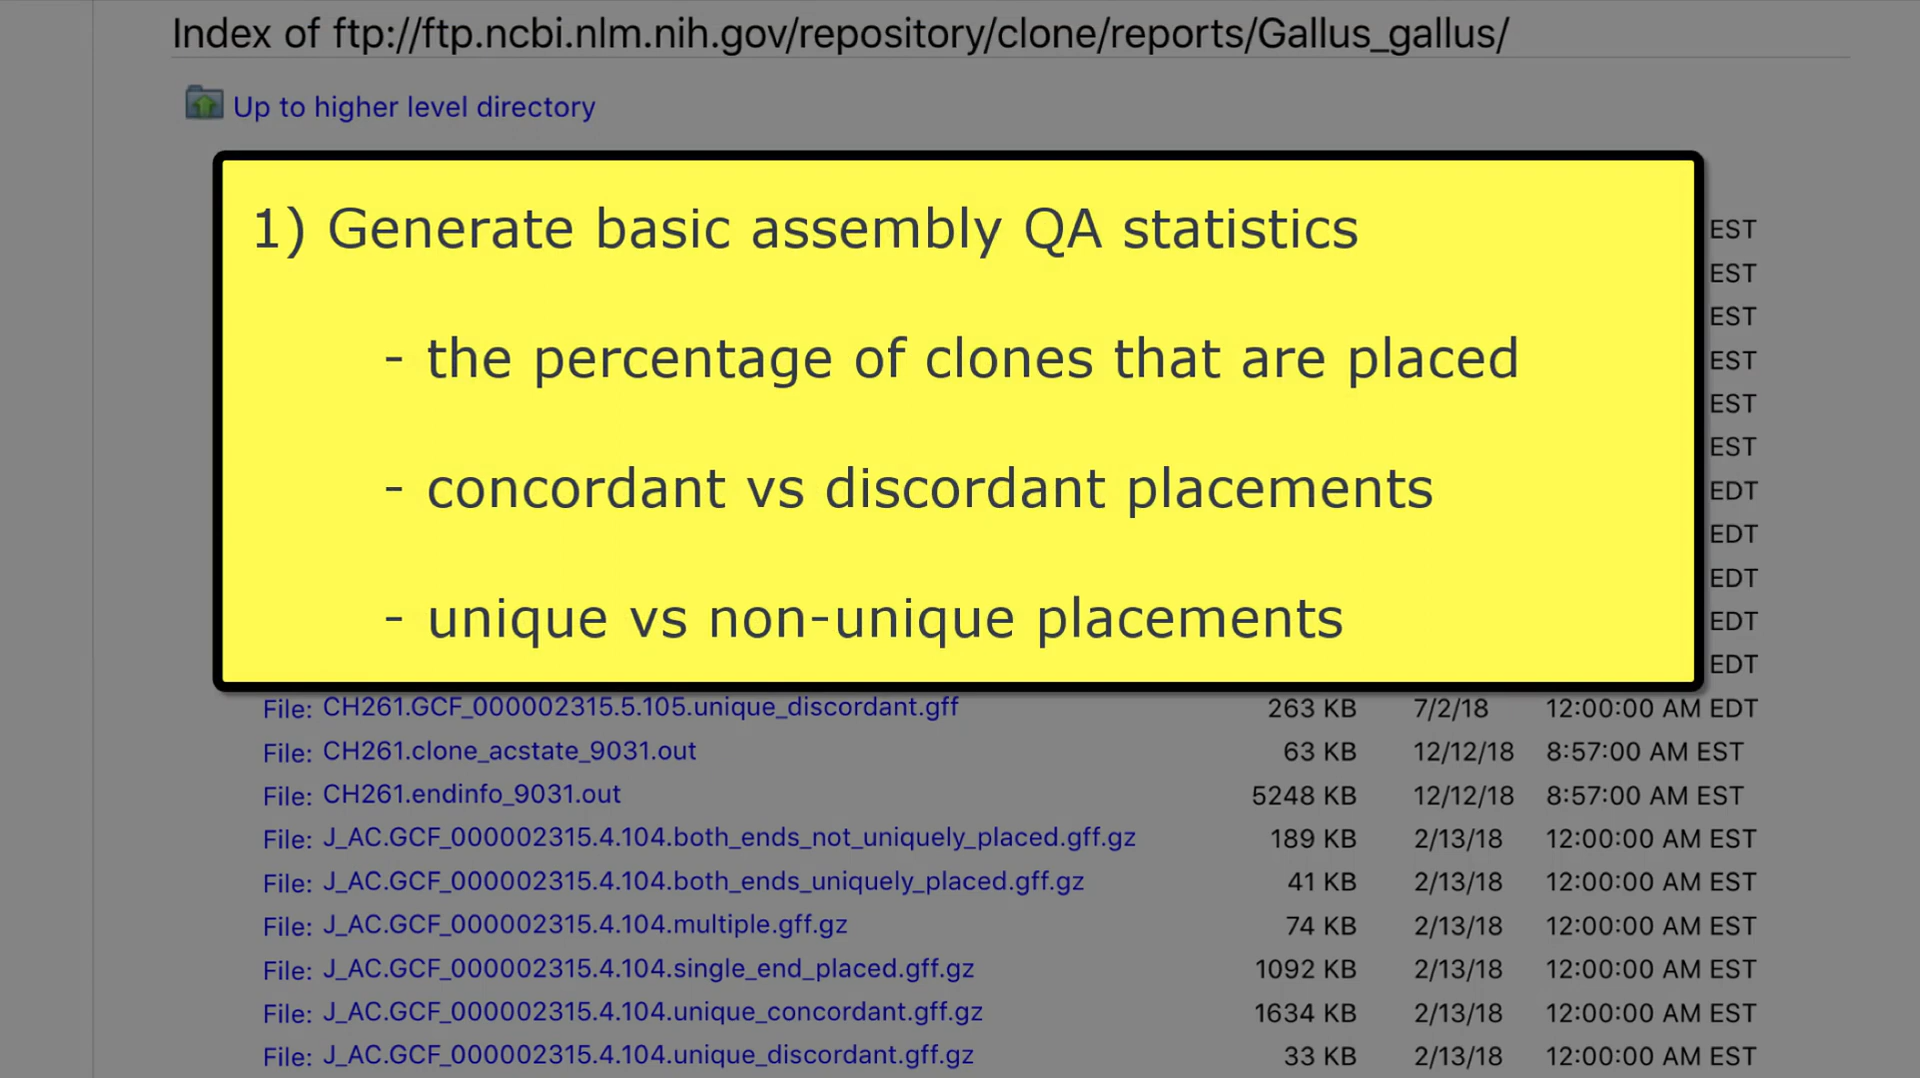 Index of ftp://ftp.ncbi.nlm.nih.gov/repository/clone/reports/Gallus_gallus/
Up to higher level directory
1) Generate basic assembly QA statistics
- the percentage of clones that are placed
- concordant vs discordant placements
- unique vs non-unique placements
EST
EST
EST
EST
EST
EST
EDT
EDT
EDT
EDT
EDT
File: CH261.GCF_000002315.5.105.unique_discordant.gff 263 KB 7/2/18 12:00:00 AM EDT
File: CH261.clone_acstate_9031.out 63 KB 12/12/18 8:57:00 AM EST
File: CH261.endinfo_9031.out 5248 KB 12/12/18 8:57:00 AM EST
File: J_AC.GCF_000002315.4.104.both_ends_not_uniquely_placed.gff.gz 189 KB 2/13/18 12:00:00 AM EST
File: J_AC.GCF_000002315.4.104.both_ends_uniquely_placed.gff.gz 41 KB 2/13/18 12:00:00 AM EST
File: J_AC.GCF_000002315.4.104.multiple.gff.gz 74 KB 2/13/18 12:00:00 AM EST
File: J_AC.GCF_000002315.4.104.single_end_placed.gff.gz 1092 KB 2/13/18 12:00:00 AM EST
File: J_AC.GCF_000002315.4.104.unique_concordant.gff.gz 1634 KB 2/13/18 12:00:00 AM EST
File: J_AC.GCF_000002315.4.104.unique_discordant.gff.gz 33 KB 2/13/18 12:00:00 AM EST